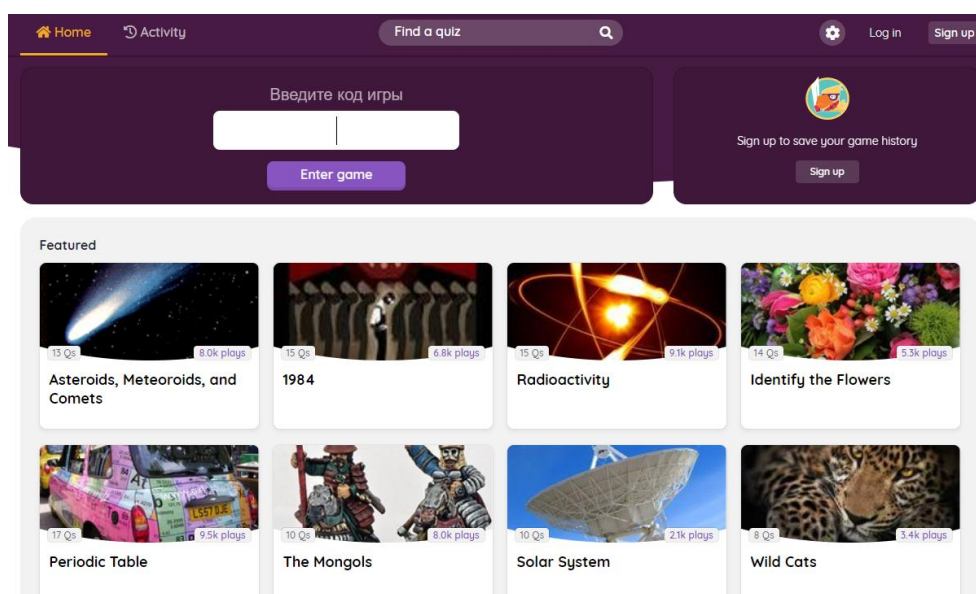 Home
Activity
Find a quiz
Log in
Sign up
Введите код игры
Enter game
Sign up to save your game history
Sign up
Featured
13 Qs
8.0k plays
Asteroids, Meteoroids, and
Comets
15 Qs
6.8k plays
1984
15 Qs
9.1k plays
Radioactivity
14 Qs
5.3k plays
Identify the Flowers
17 Qs
9.5k plays
Periodic Table
10 Qs
8.0k plays
The Mongols
10 Qs
2.1k plays
Solar System
8 Qs
3.4k plays
Wild Cats